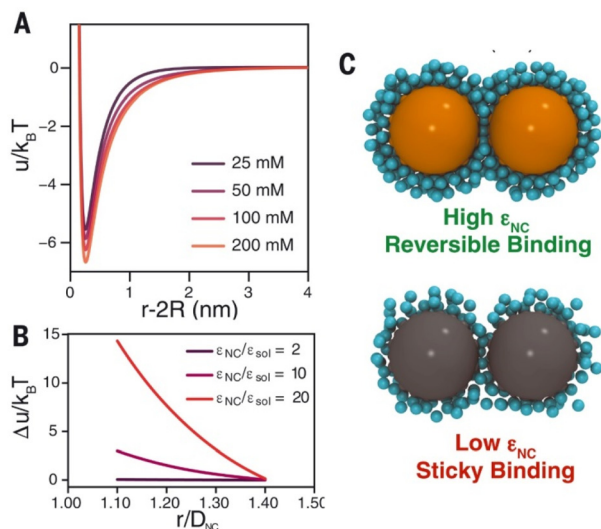 A
u/k_BT
0
−2
−4
−6
25 mM
50 mM
100 mM
200 mM
0
1
2
3
4
r-2R (nm)
B
Δu/k_BT
15
10
5
0
ε_NC/ε_sol = 2
ε_NC/ε_sol = 10
ε_NC/ε_sol = 20
1.00
1.10
1.20
1.30
1.40
1.50
r/D_NC
C
High ε_NC
Reversible Binding
Low ε_NC
Sticky Binding